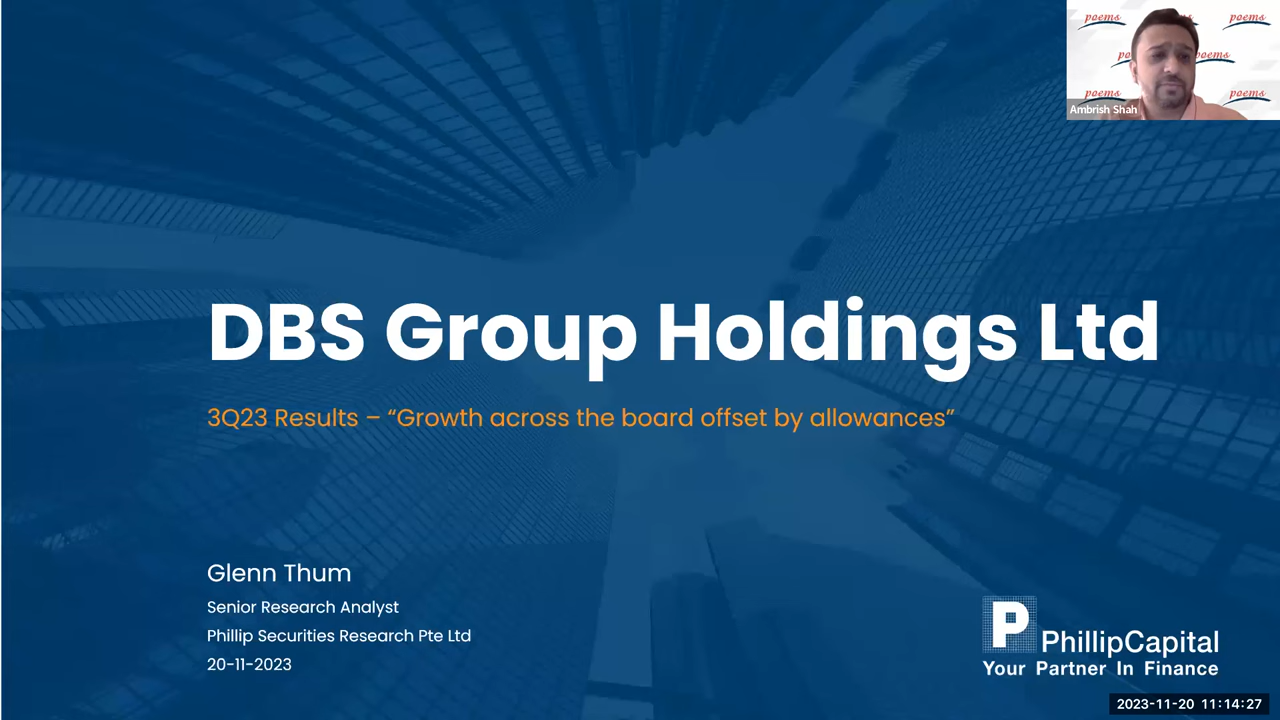 poems
poems
poems
poems
Ambrish Shah
DBS Group Holdings Ltd
3Q23 Results – “Growth across the board offset by allowances”
Glenn Thum
Senior Research Analyst
Phillip Securities Research Pte Ltd
20-11-2023
P PhillipCapital
Your Partner In Finance
2023-11-20 11:14:27